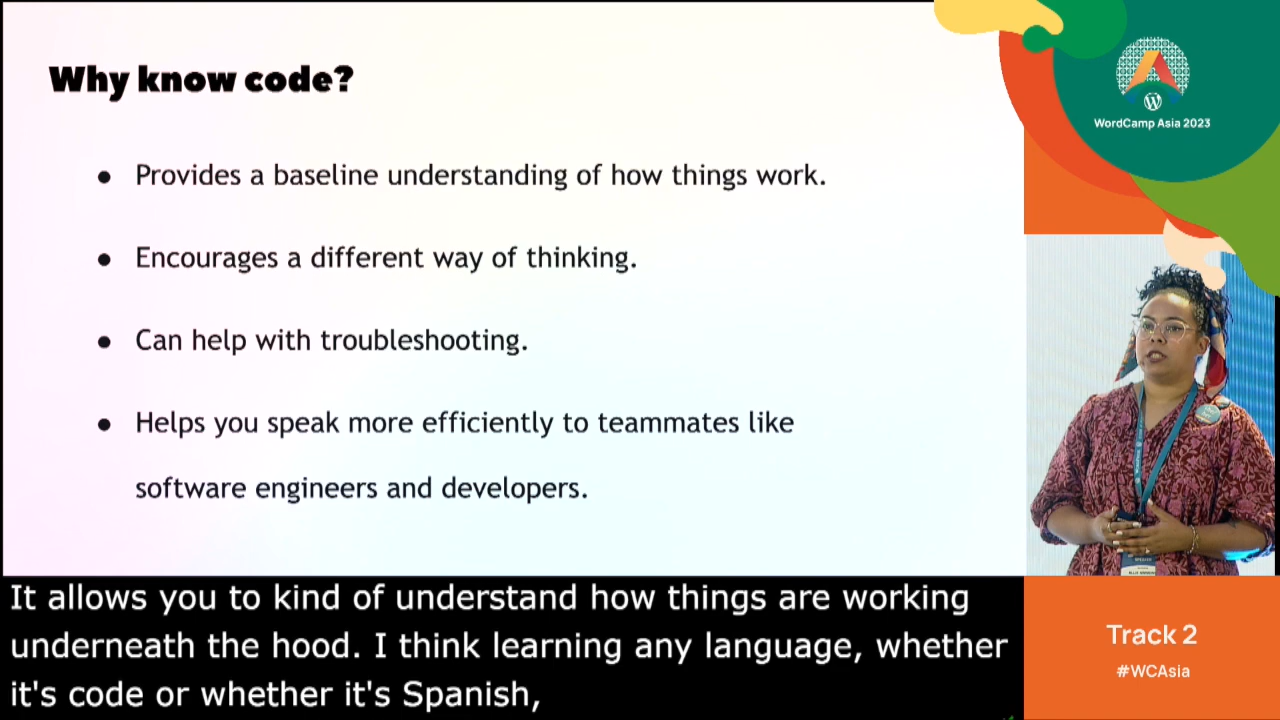 Why know code?
● Provides a baseline understanding of how things work.
● Encourages a different way of thinking.
● Can help with troubleshooting.
● Helps you speak more efficiently to teammates like
software engineers and developers.
It allows you to kind of understand how things are working
underneath the hood. I think learning any language, whether
it's code or whether it's Spanish,
WordCamp Asia 2023
Track 2
#WCAsia